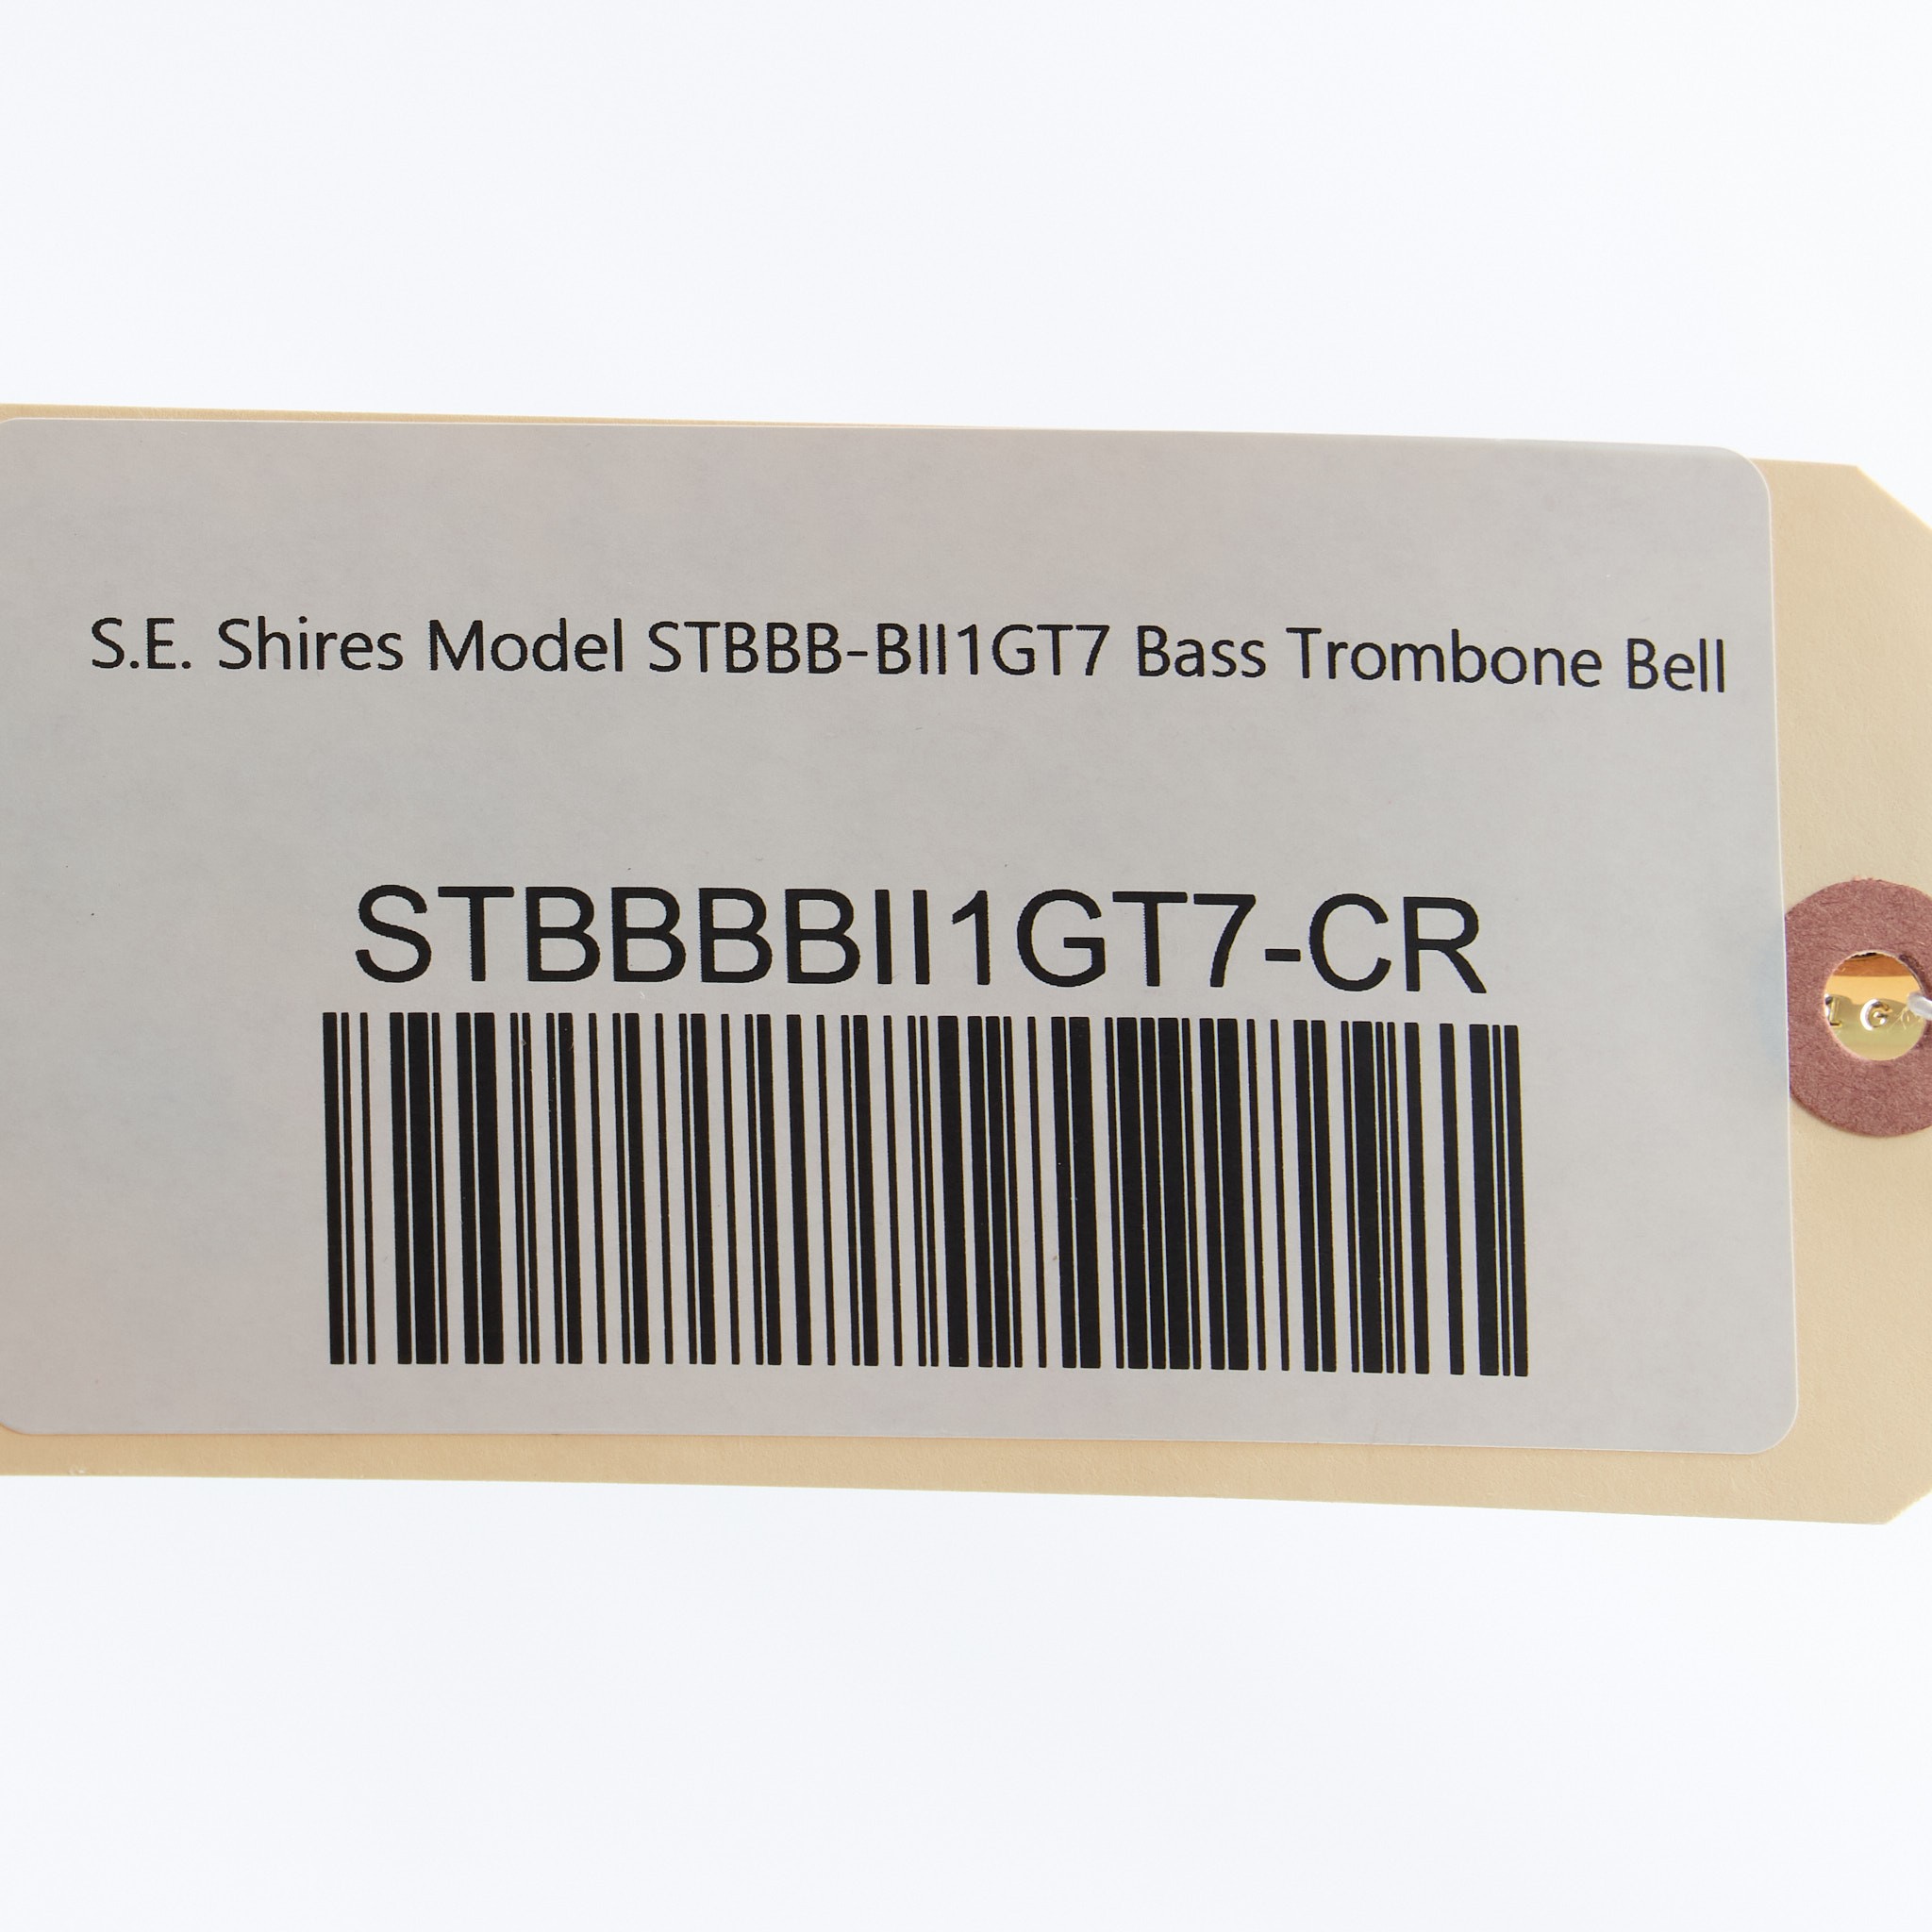 S.E. Shires Model STBBB-BII1GT7 Bass Trombone Bell
STBBBBII1GT7-CR